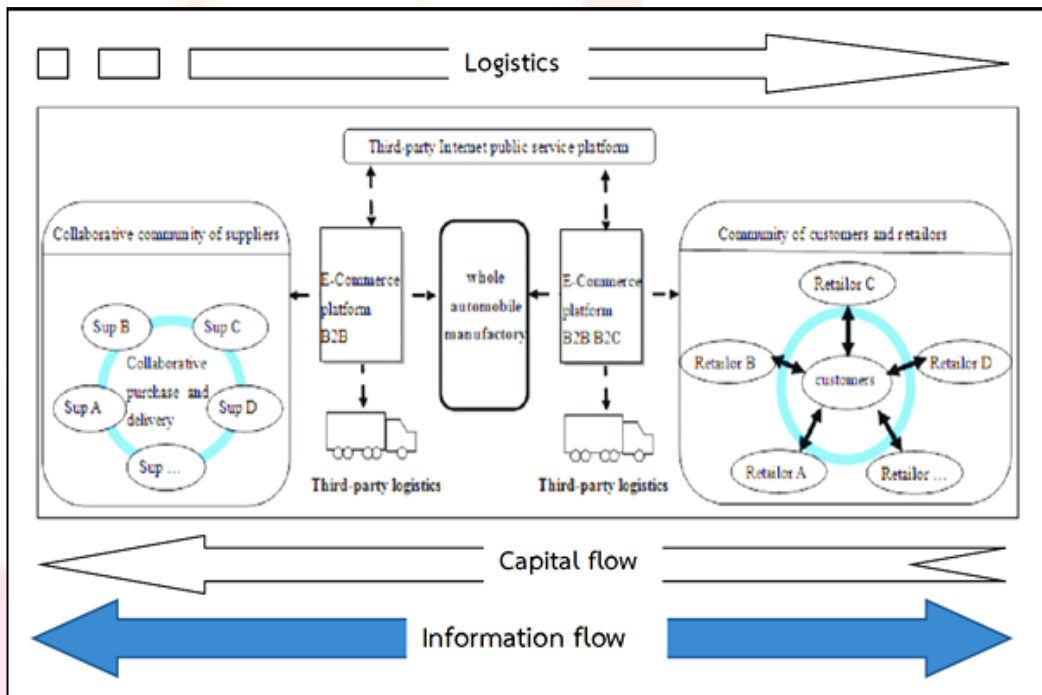 Logistics
Third-party Internet public service platform
Collaborative community of suppliers
E-Commerce
platform
B2B
whole
automobile
manufactory
E-Commerce
platform
B2B B2C
Community of customers and retailors
Sup B
Sup C
Collaborative
purchase and
delivery
Sup A
Sup D
Sup ...
Retailor C
Retailor B
customers
Retailor D
Retailor A
Retailor ...
Third-party logistics
Third-party logistics
Capital flow
Information flow